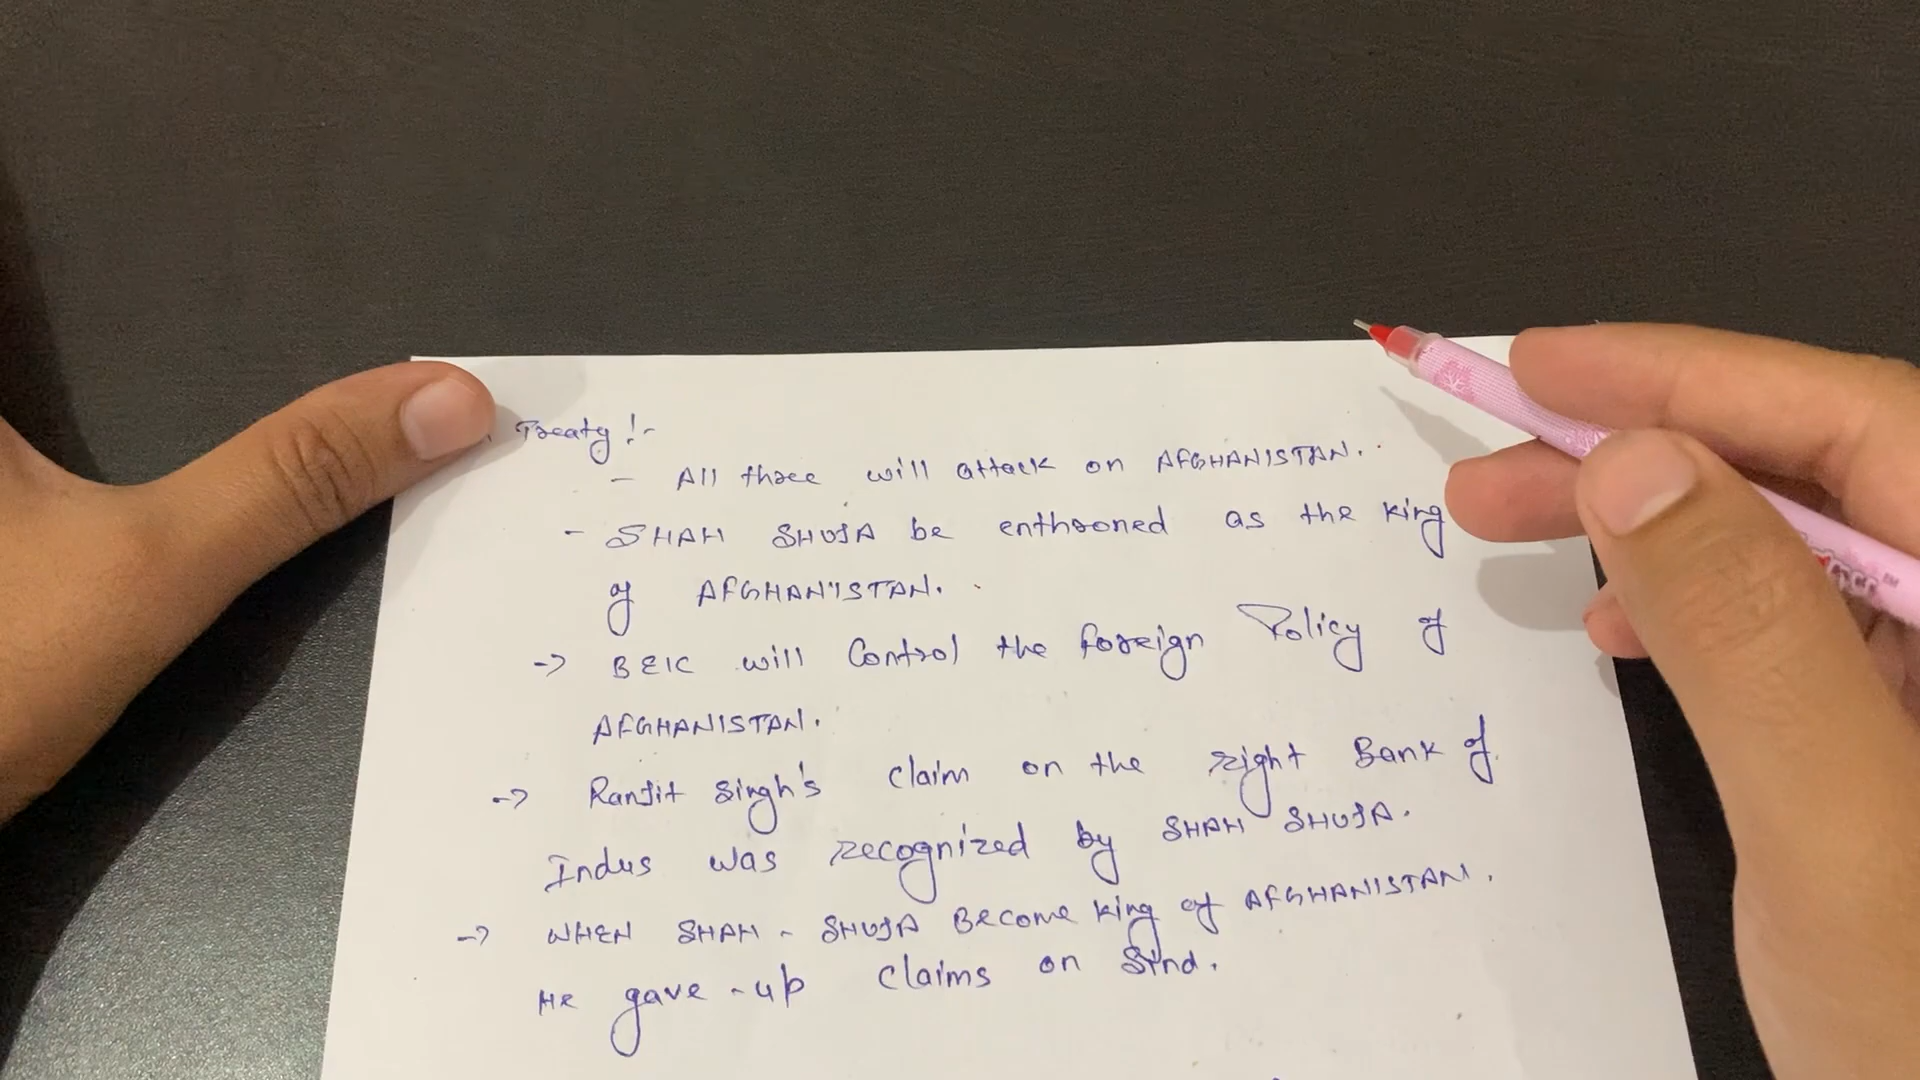 Treaty !-
- All three will attack on AFGHANISTAN.
- SHAH SHUJA be enthroned as the king
of AFGHANISTAN.
-> BEIC will Control the foreign Policy of
AFGHANISTAN.
-> Ranjit Singh's claim on the right Bank of
Indus was recognized by SHAH SHUJA.
-> WHEN SHAH - SHUJA Become king of AFGHANISTAN.
He gave -up claims on Sind.